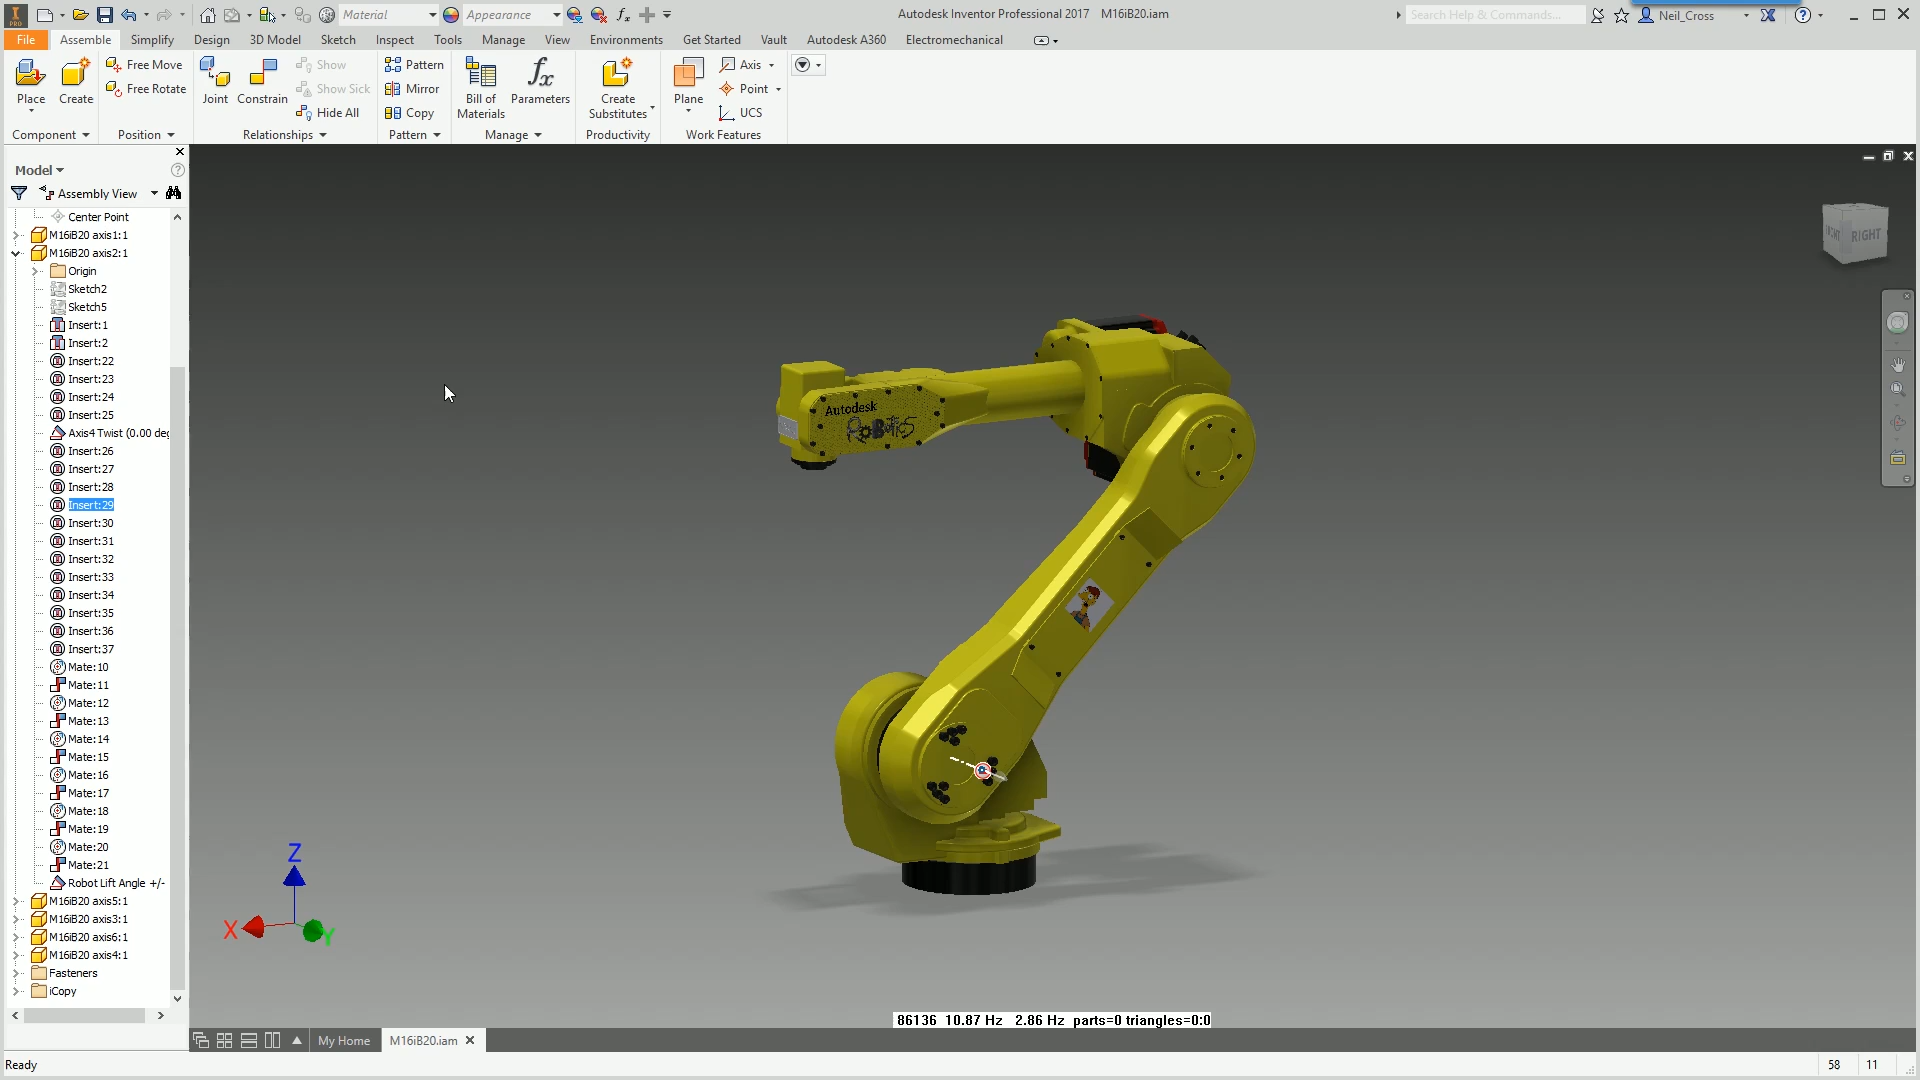 Material
Appearance
Autodesk Inventor Professional 2017 M16iB20.iam
Search Help & Commands...
Neil_Cross
File
Assemble
Simplify
Design
3D Model
Sketch
Inspect
Tools
Manage
View
Environments
Get Started
Vault
Autodesk A360
Electromechanical
Place
Create
Free Move
Free Rotate
Joint
Constrain
Show
Show Sick
Hide All
Pattern
Mirror
Copy
Bill of
Materials
Parameters
Create
Substitutes
Plane
Axis
Point
UCS
Component
Position
Relationships
Pattern
Manage
Productivity
Work Features
Model
Assembly View
Center Point
M16iB20 axis1:1
M16iB20 axis2:1
Origin
Sketch2
Sketch5
Insert:1
Insert:2
Insert:22
Insert:23
Insert:24
Insert:25
Axis4 Twist (0.00 deg
Insert:26
Insert:27
Insert:28
Insert:29
Insert:30
Insert:31
Insert:32
Insert:33
Insert:34
Insert:35
Insert:36
Insert:37
Mate:10
Mate:11
Mate:12
Mate:13
Mate:14
Mate:15
Mate:16
Mate:17
Mate:18
Mate:19
Mate:20
Mate:21
Robot Lift Angle +/-
M16iB20 axis5:1
M16iB20 axis3:1
M16iB20 axis6:1
M16iB20 axis4:1
Fasteners
iCopy
RIGHT
Autodesk
RoBotics
Z
X
Y
86136 10.87 Hz 2.86 Hz parts=0 triangles=0:0
My Home
M16iB20.iam
Ready
58
11